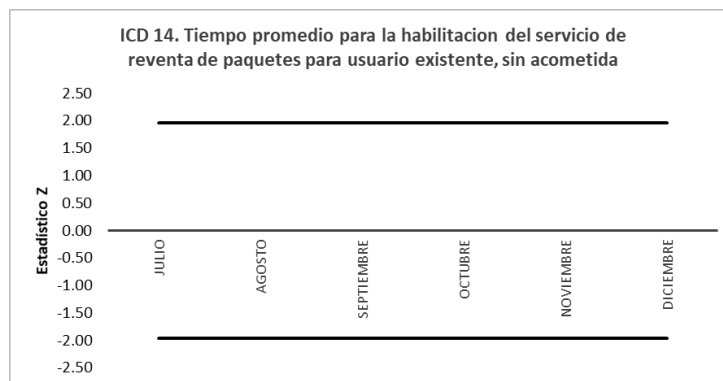 ICD 14. Tiempo promedio para la habilitacion del servicio de
reventa de paquetes para usuario existente, sin acometida
2.50
2.00
1.50
1.00
0.50
0.00
-0.50
-1.00
-1.50
-2.00
-2.50
Estadístico Z
JULIO
AGOSTO
SEPTIEMBRE
OCTUBRE
NOVIEMBRE
DICIEMBRE